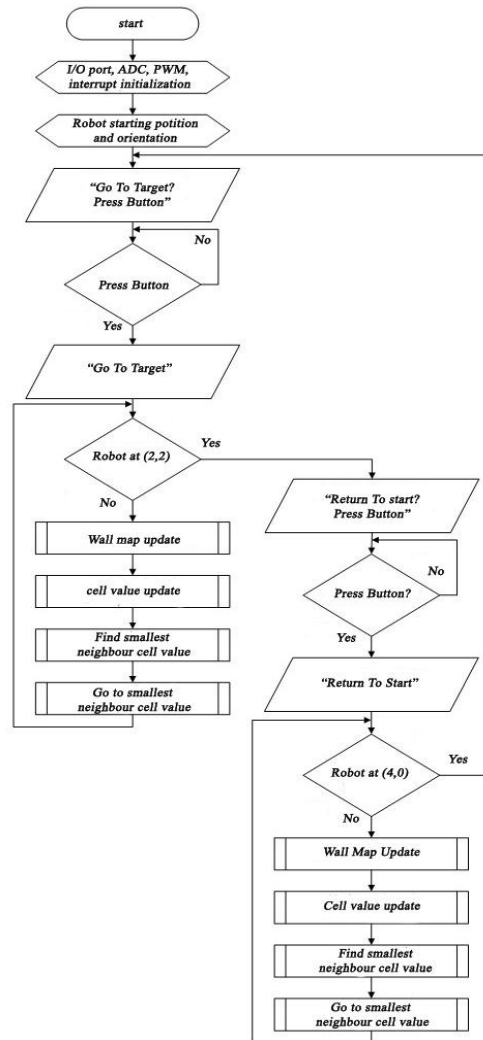 start
I/O port, ADC, PWM,
interrupt initialization
Robot starting potition
and orientation
"Go To Target?
Press Button"
No
Press Button
Yes
"Go To Target"
Robot at (2,2)
Yes
No
Wall map update
cell value update
Find smallest
neighbour cell value
Go to smallest
neighbour cell value
"Return To start?
Press Button"
No
Press Button?
Yes
"Return To Start"
Robot at (4,0)
Yes
No
Wall Map Update
Cell value update
Find smallest
neighbour cell value
Go to smallest
neighbour cell value